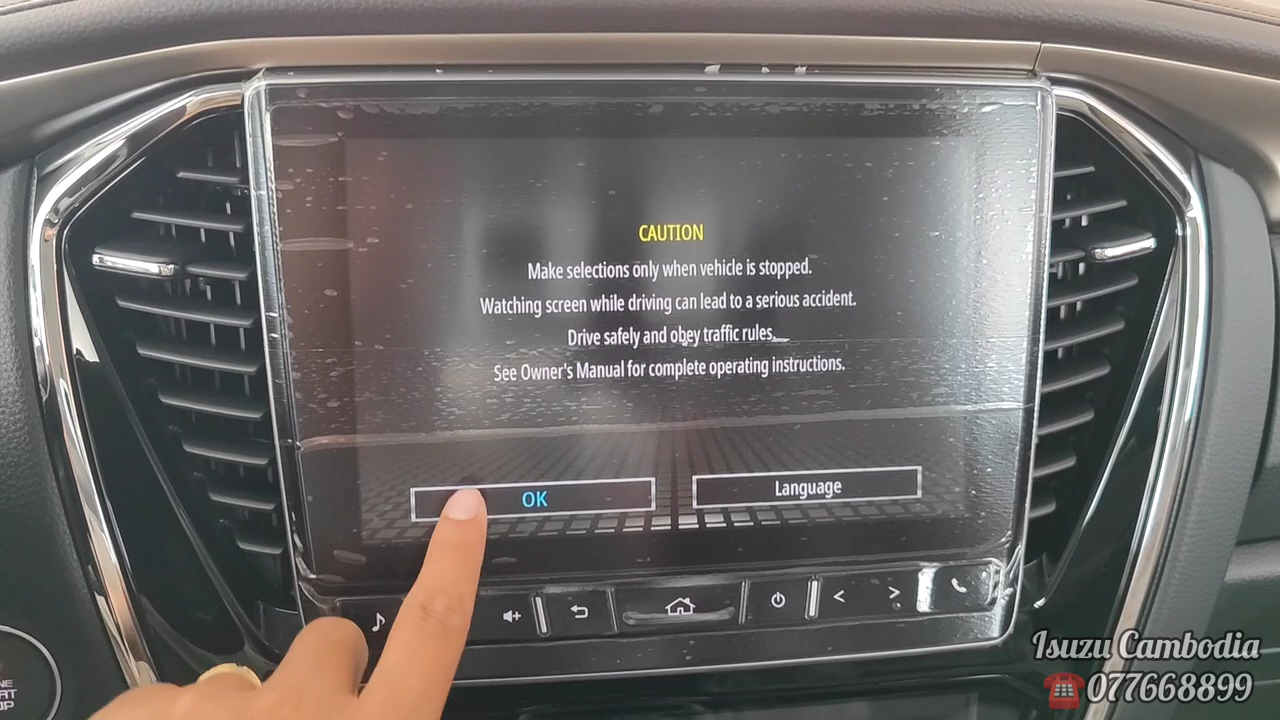 CAUTION
Make selections only when vehicle is stopped.
Watching screen while driving can lead to a serious accident.
Drive safely and obey traffic rules.
See Owner's Manual for complete operating instructions.
OK
Language
Isuzu Cambodia
077668899